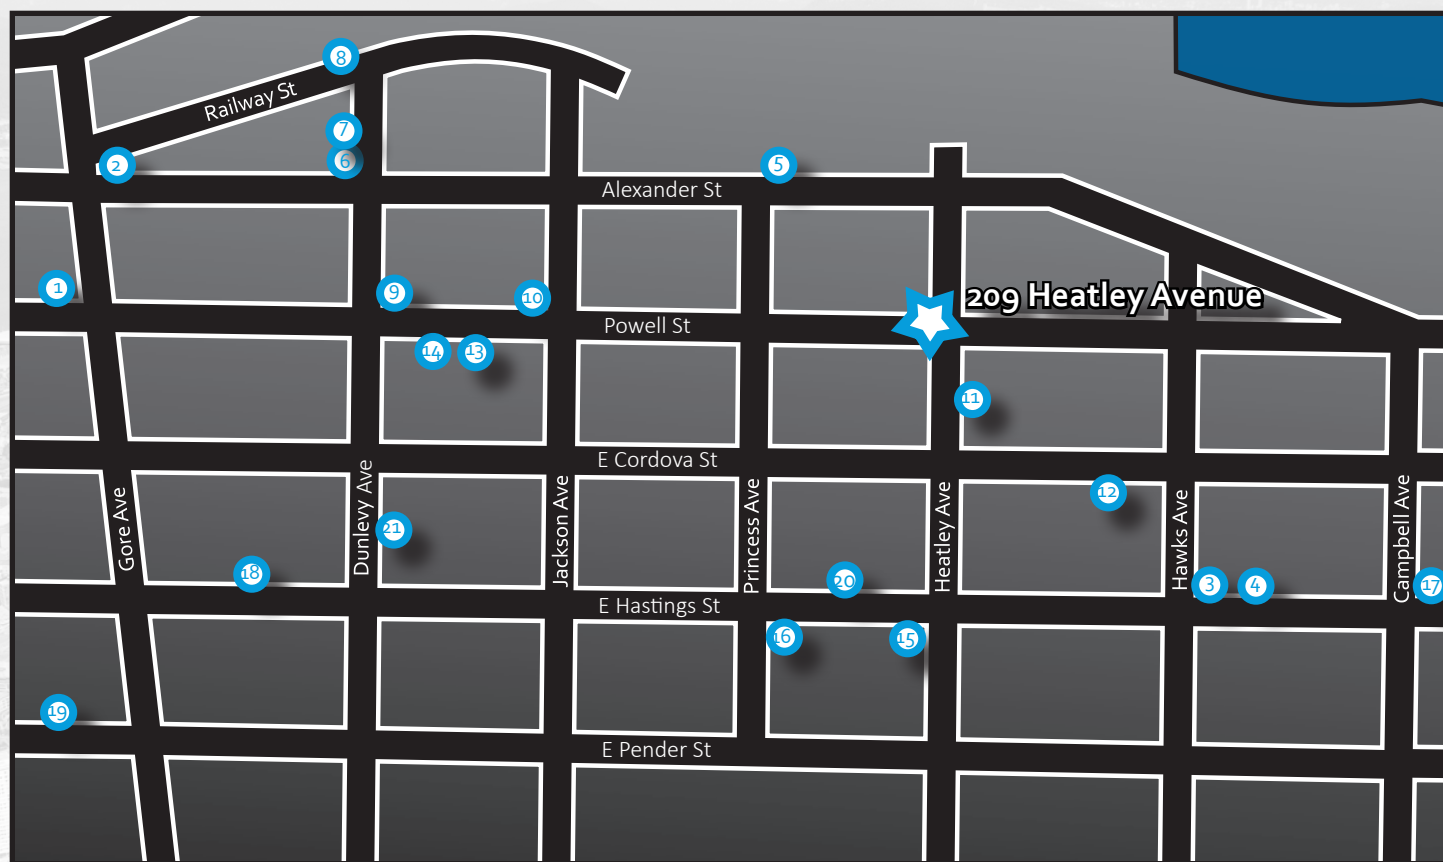 8
Railway St
7
6
2
5
Alexander St
1
9
10
209 Heatley Avenue
Powell St
14
13
11
E Cordova St
Gore Ave
Dunlevy Ave
Jackson Ave
Princess Ave
Heatley Ave
Hawks Ave
Campbell Ave
12
21
18
20
3
4
17
E Hastings St
16
15
19
E Pender St